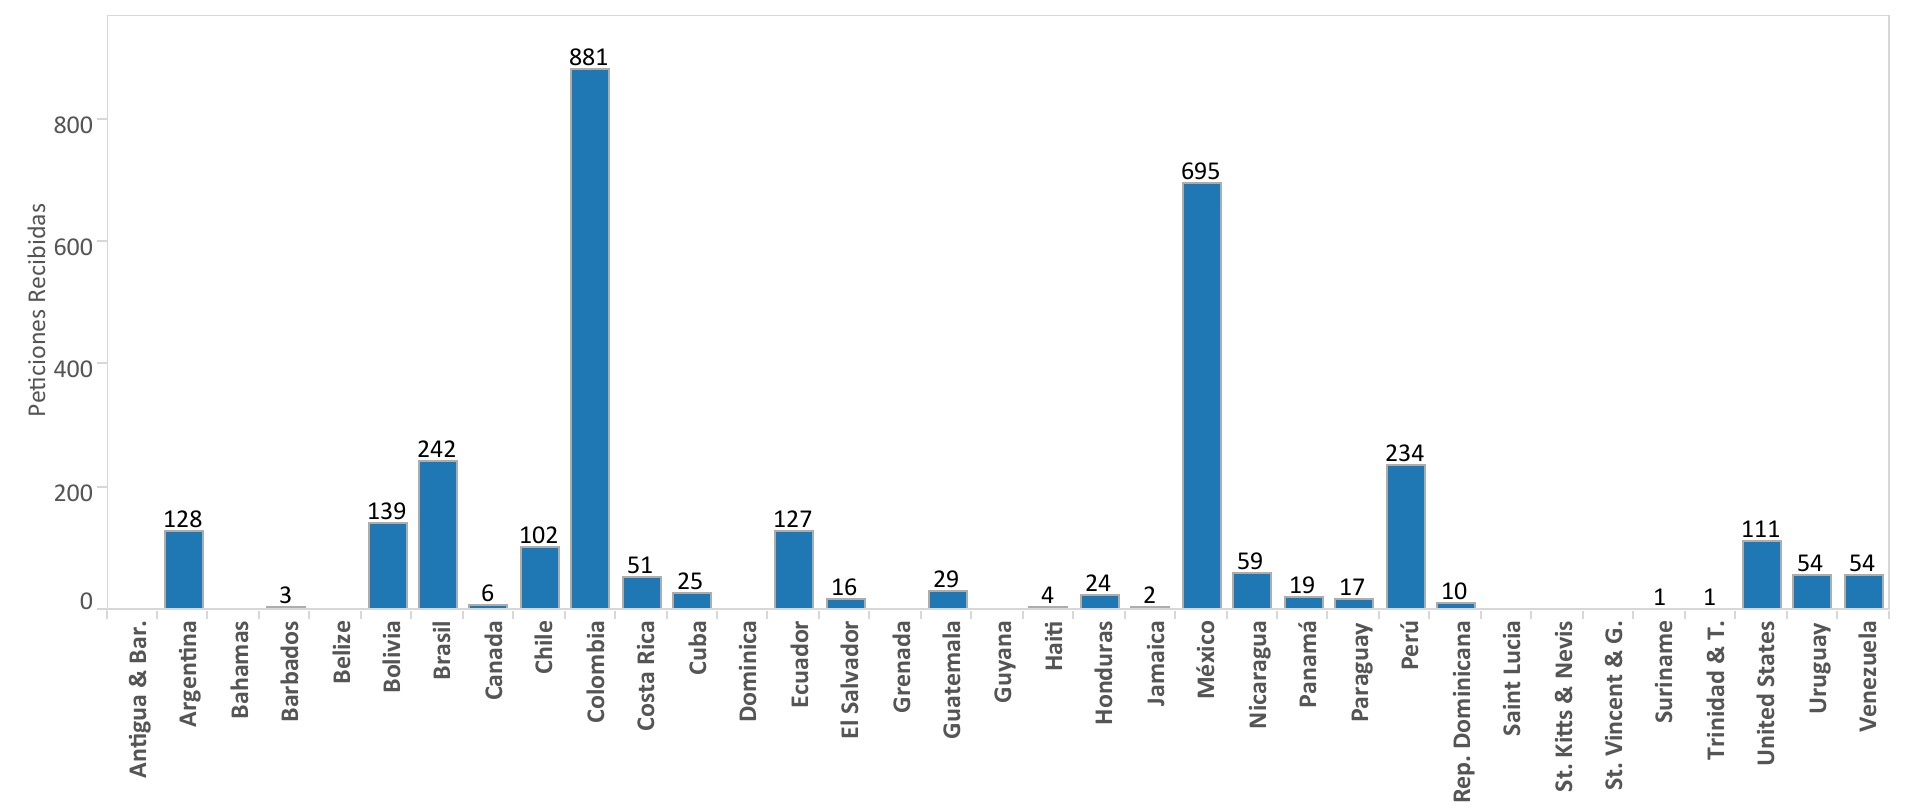 Peticiones Recibidas
800
600
400
200
0
128
3
139
242
6
102
881
51
25
127
16
29
4
24
2
695
59
19
17
234
10
1
1
111
54
54
Antigua & Bar.
Argentina
Bahamas
Barbados
Belize
Bolivia
Brasil
Canada
Chile
Colombia
Costa Rica
Cuba
Dominica
Ecuador
El Salvador
Grenada
Guatemala
Guyana
Haiti
Honduras
Jamaica
México
Nicaragua
Panamá
Paraguay
Perú
Rep. Dominicana
Saint Lucia
St. Kitts & Nevis
St. Vincent & G.
Suriname
Trinidad & T.
United States
Uruguay
Venezuela